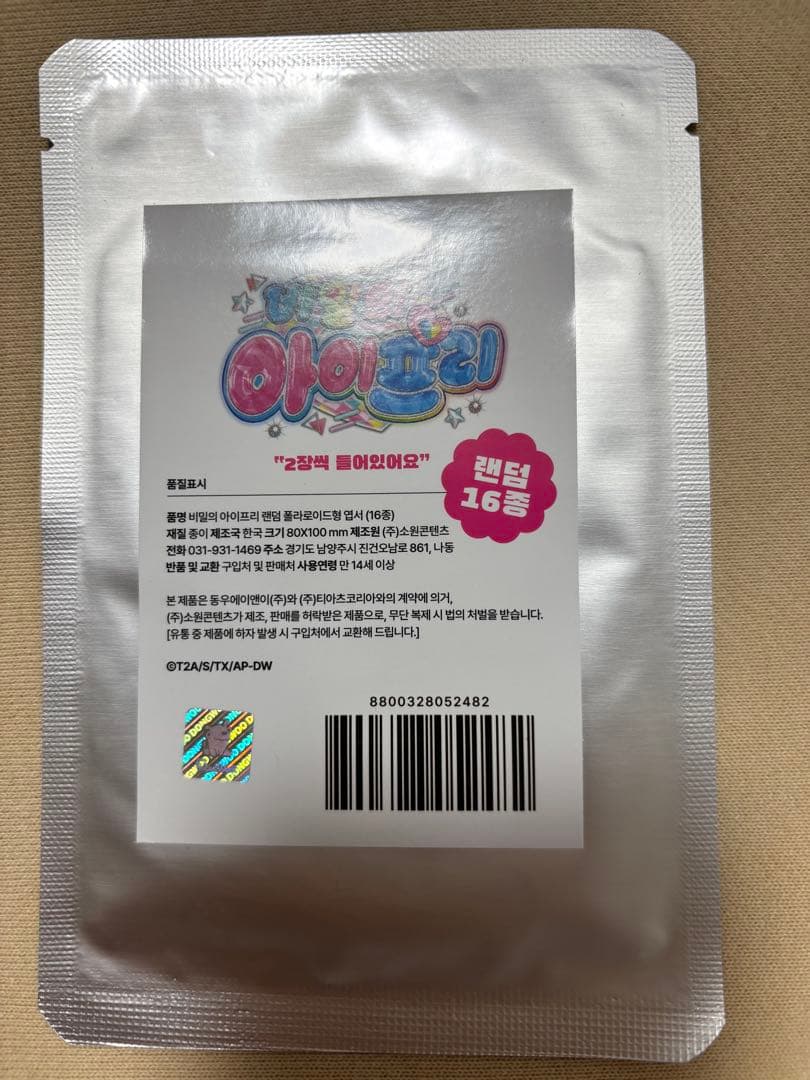 비밀의
아이프리
"2장씩 들어있어요"
랜덤
16종
품질표시
품명 비밀의 아이프리 랜덤 폴라로이드형 엽서 (16종)
재질 종이 제조국 한국 크기 80X100 mm 제조원 (주)소원콘텐츠
전화 031-931-1469 주소 경기도 남양주시 진건오남로 861, 나동
반품 및 교환 구입처 및 판매처 사용연령 만 14세 이상
본 제품은 동우에이앤이(주)와 (주)티아츠코리아와의 계약에 의거,
(주)소원콘텐츠가 제조, 판매를 허락받은 제품으로, 무단 복제 시 법의 처벌을 받습니다.
[유통 중 제품에 하자 발생 시 구입처에서 교환해 드립니다.]
©T2A/S/TX/AP-DW
8800328052482